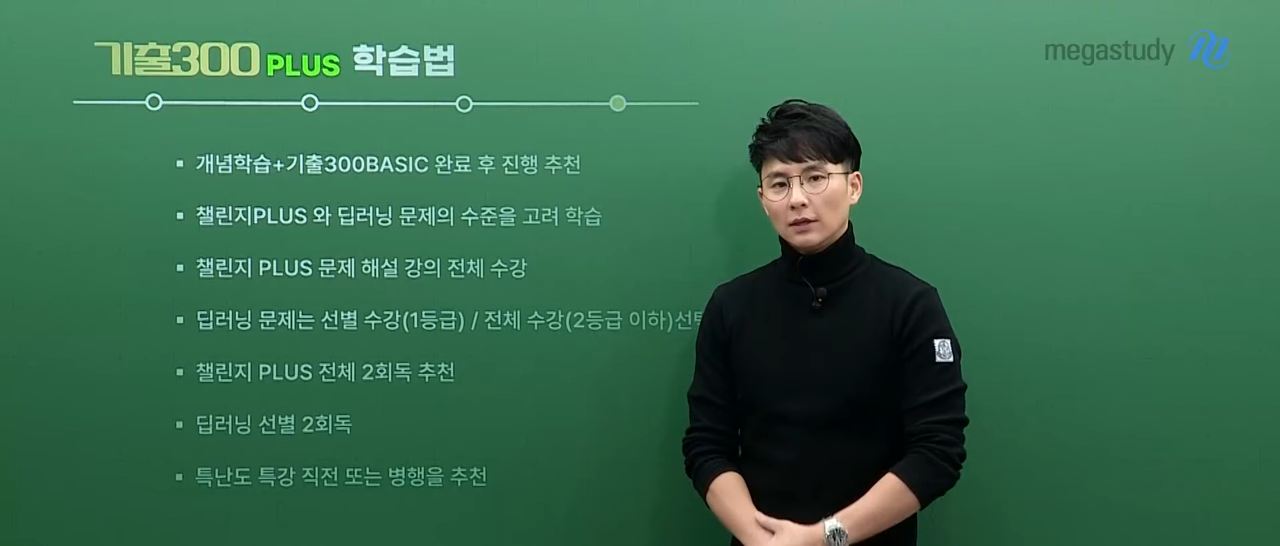 기출300 PLUS 학습법
megastudy
개념학습+기출300BASIC 완료 후 진행 추천
챌린지PLUS 와 딥러닝 문제의 수준을 고려 학습
챌린지 PLUS 문제 해설 강의 전체 수강
딥러닝 문제는 선별 수강(1등급) / 전체 수강(2등급 이하)선택
챌린지 PLUS 전체 2회독 추천
딥러닝 선별 2회독
특난도 특강 직전 또는 병행을 추천